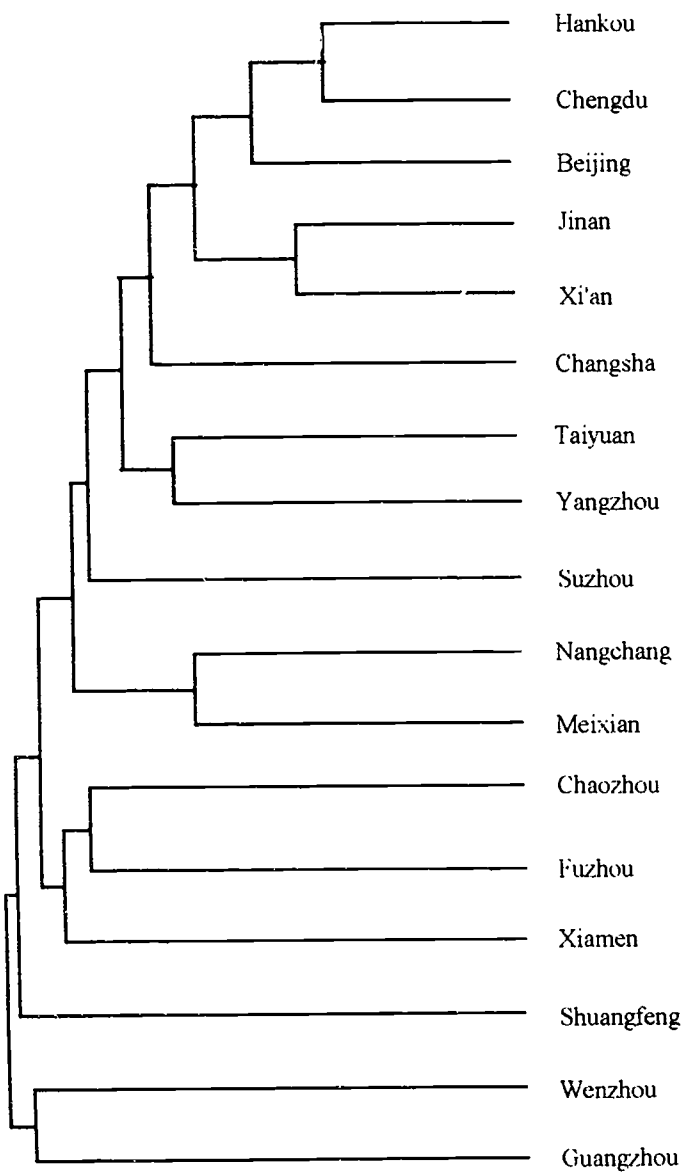 Hankou
Chengdu
Beijing
Jinan
Xi'an
Changsha
Taiyuan
Yangzhou
Suzhou
Nangchang
Meixian
Chaozhou
Fuzhou
Xiamen
Shuangfeng
Wenzhou
Guangzhou